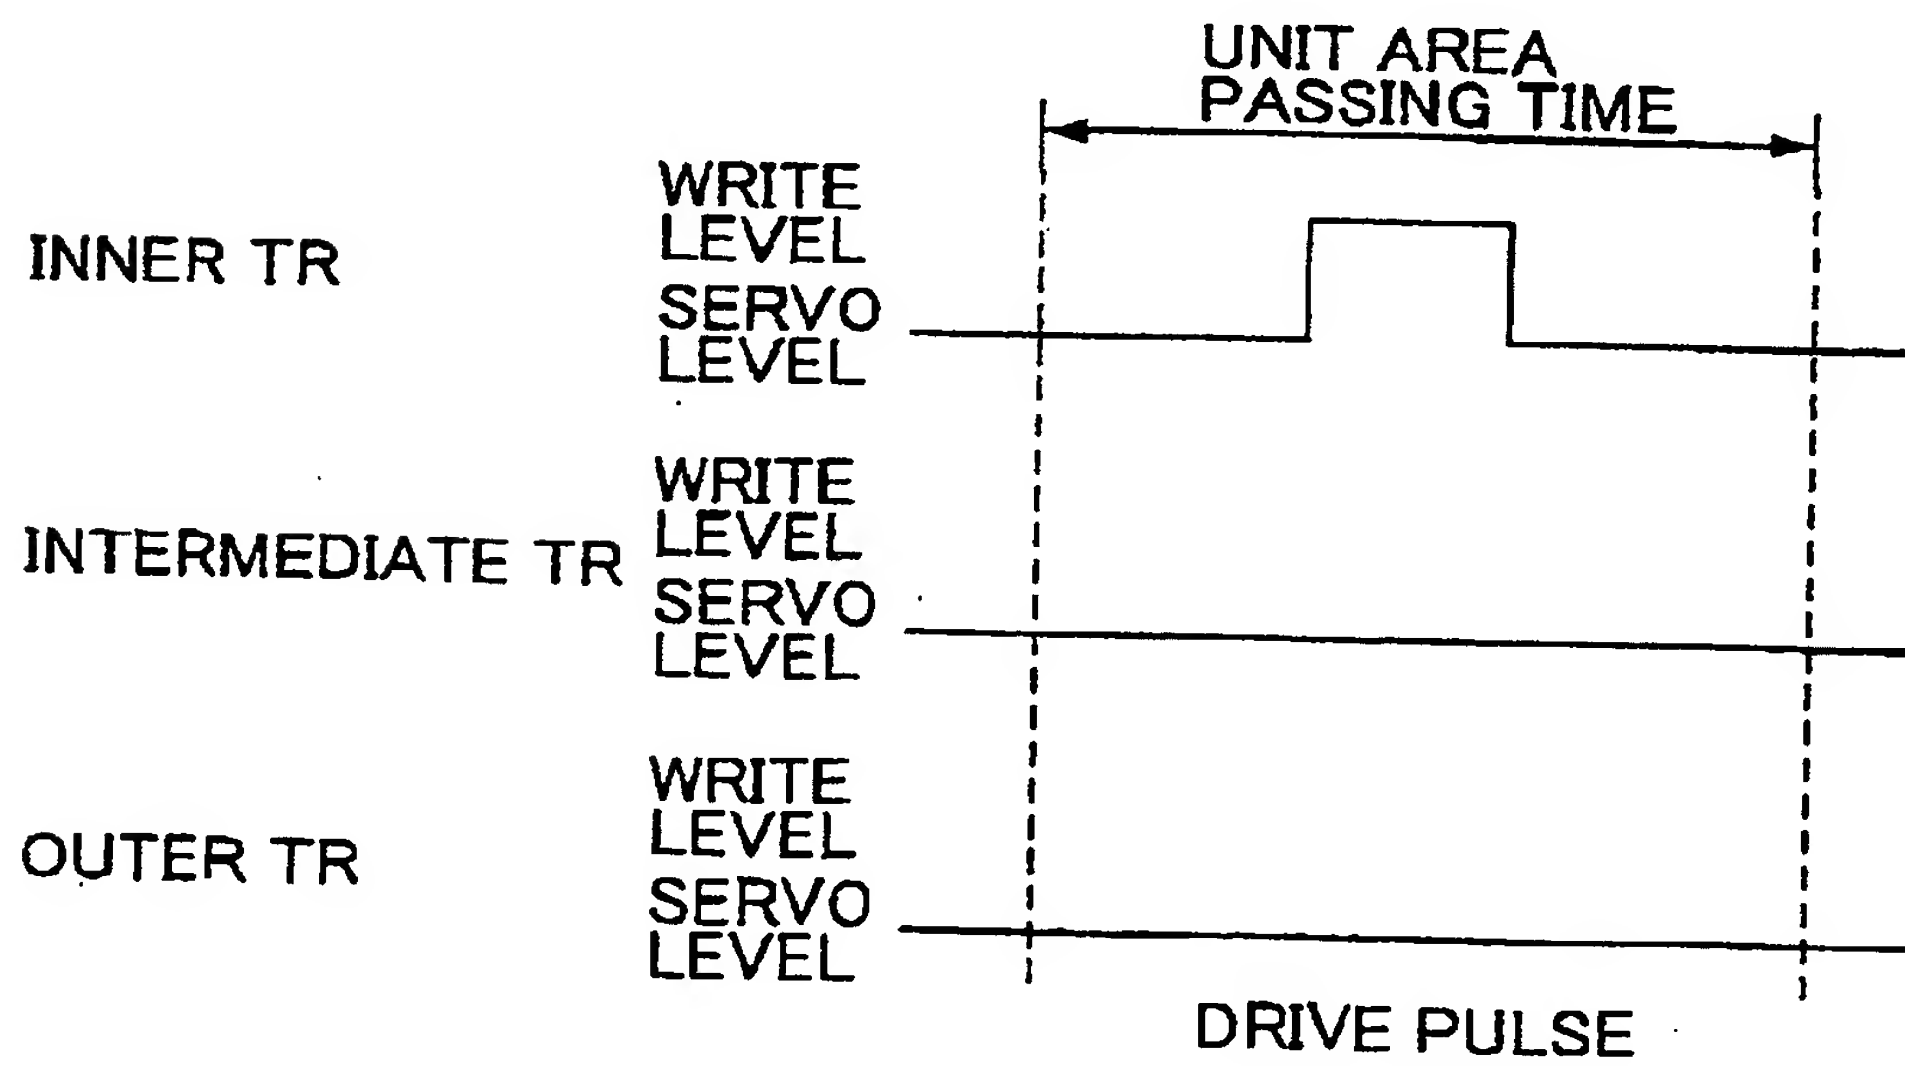 UNIT AREA
PASSING TIME
INNER TR
WRITE
LEVEL
SERVO
LEVEL
INTERMEDIATE TR
WRITE
LEVEL
SERVO
LEVEL
OUTER TR
WRITE
LEVEL
SERVO
LEVEL
DRIVE PULSE